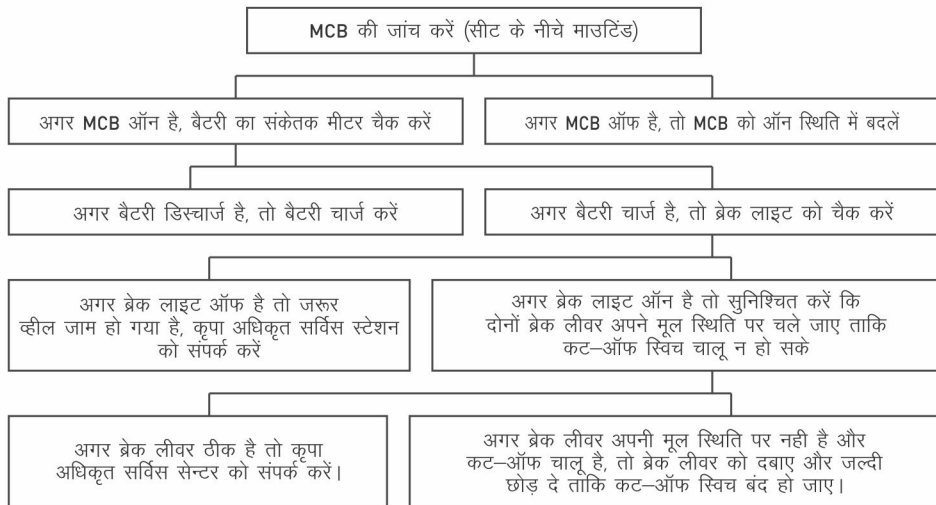 MCB की जांच करें (सीट के नीचे माउटिंड)
अगर MCB ऑन है, बैटरी का संकेतक मीटर चैक करें
अगर MCB ऑफ है, तो MCB को ऑन स्थिति में बदलें
अगर बैटरी डिस्चार्ज है, तो बैटरी चार्ज करें
अगर बैटरी चार्ज है, तो ब्रेक लाइट को चैक करें
अगर ब्रेक लाइट ऑफ है तो जरूर
व्हील जाम हो गया है, कृपा अधिकृत सर्विस स्टेशन
को संपर्क करें
अगर ब्रेक लाइट ऑन है तो सुनिश्चित करें कि
दोनों ब्रेक लीवर अपने मूल स्थिति पर चले जाए ताकि
कट–ऑफ स्विच चालू न हो सके
अगर ब्रेक लीवर ठीक है तो कृपा
अधिकृत सर्विस सेन्टर को संपर्क करें।
अगर ब्रेक लीवर अपनी मूल स्थिति पर नही है और
कट–ऑफ चालू है, तो ब्रेक लीवर को दबाए और जल्दी
छोड़ दे ताकि कट–ऑफ स्विच बंद हो जाए।